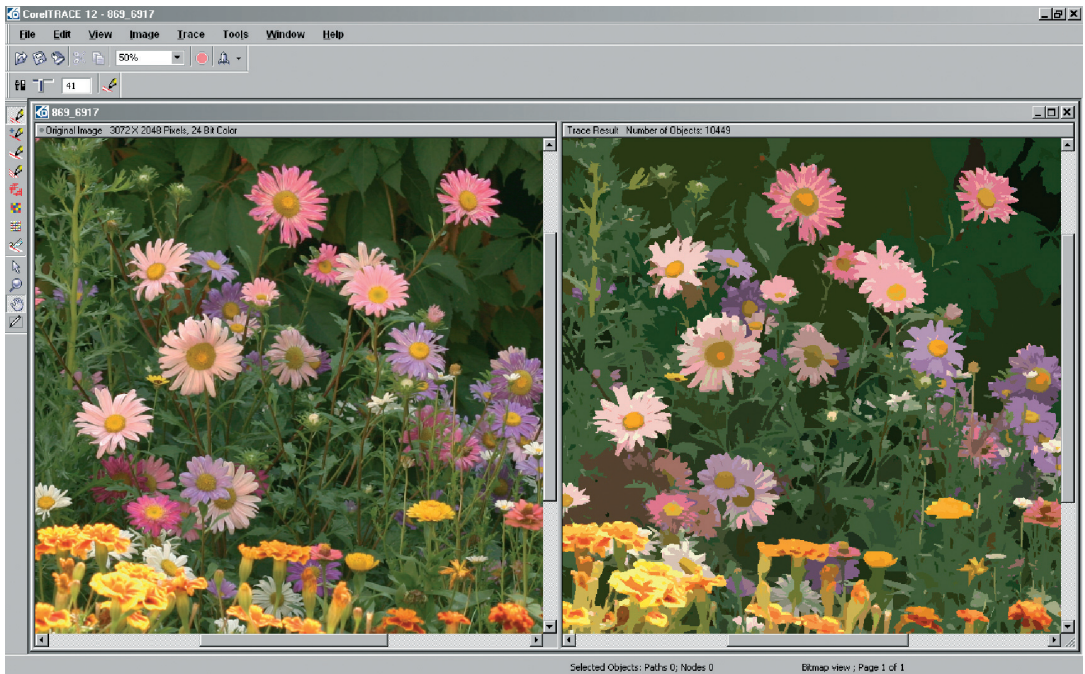 CorelTRACE 12 - 869_6917
File Edit View Image Trace Tools Window Help
50%
41
869_6917
Original Image 3072 X 2048 Pixels, 24 Bit Color
Trace Result Number of Objects: 10449
Selected Objects: Paths 0; Nodes 0
Bitmap view ; Page 1 of 1